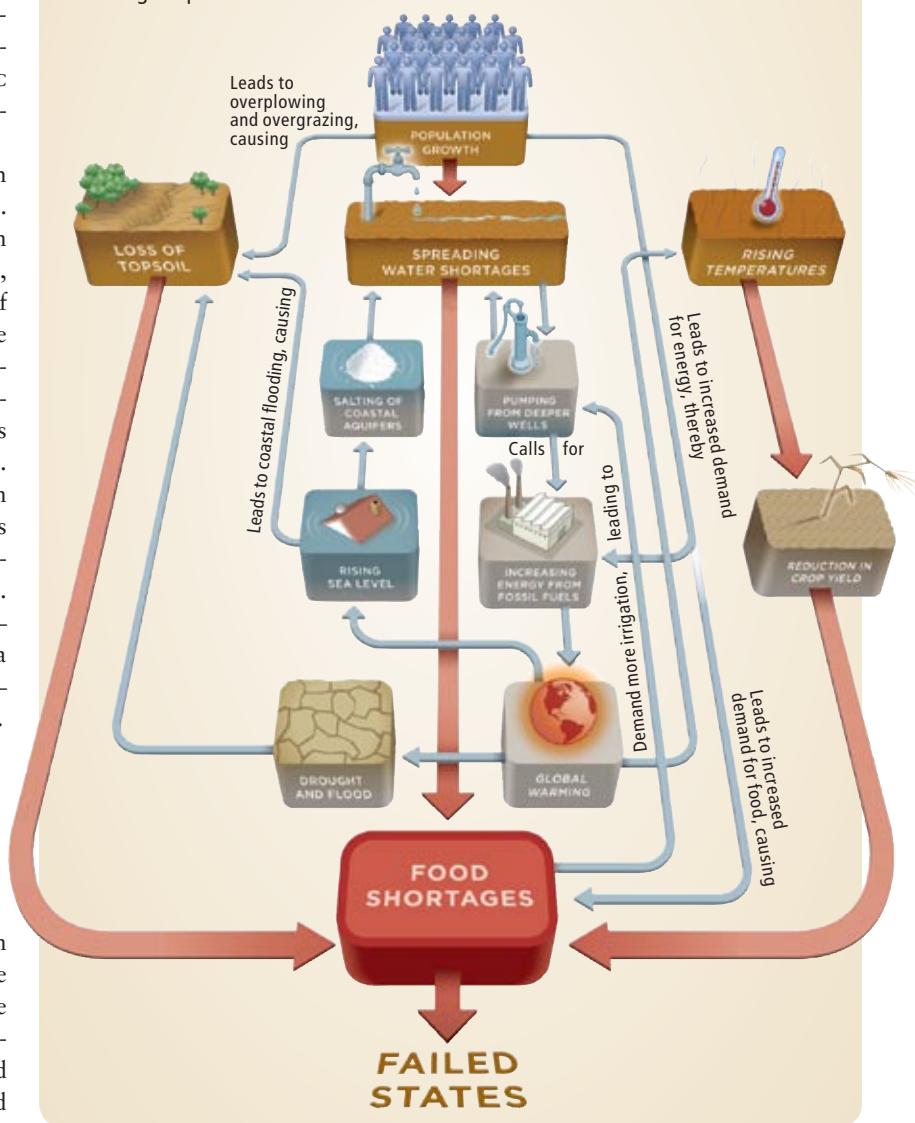 Leads to
overplowing
and overgrazing,
causing
POPULATION
GROWTH
LOSS OF
TOPSOIL
SPREADING
WATER SHORTAGES
RISING
TEMPERATURES
Leads to coastal flooding, causing
SALTING OF
COASTAL
AQUIFERS
PUMPING
FROM DEEPER
WELLS
Leads to increased demand
for energy, thereby
Calls for
leading to
RISING
SEA LEVEL
INCREASING
ENERGY FROM
FOSSIL FUELS
REDUCTION IN
CROP YIELD
Demand more irrigation,
DROUGHT
AND FLOOD
GLOBAL
WARMING
Leads to increased
demand for food, causing
FOOD
SHORTAGES
FAILED
STATES